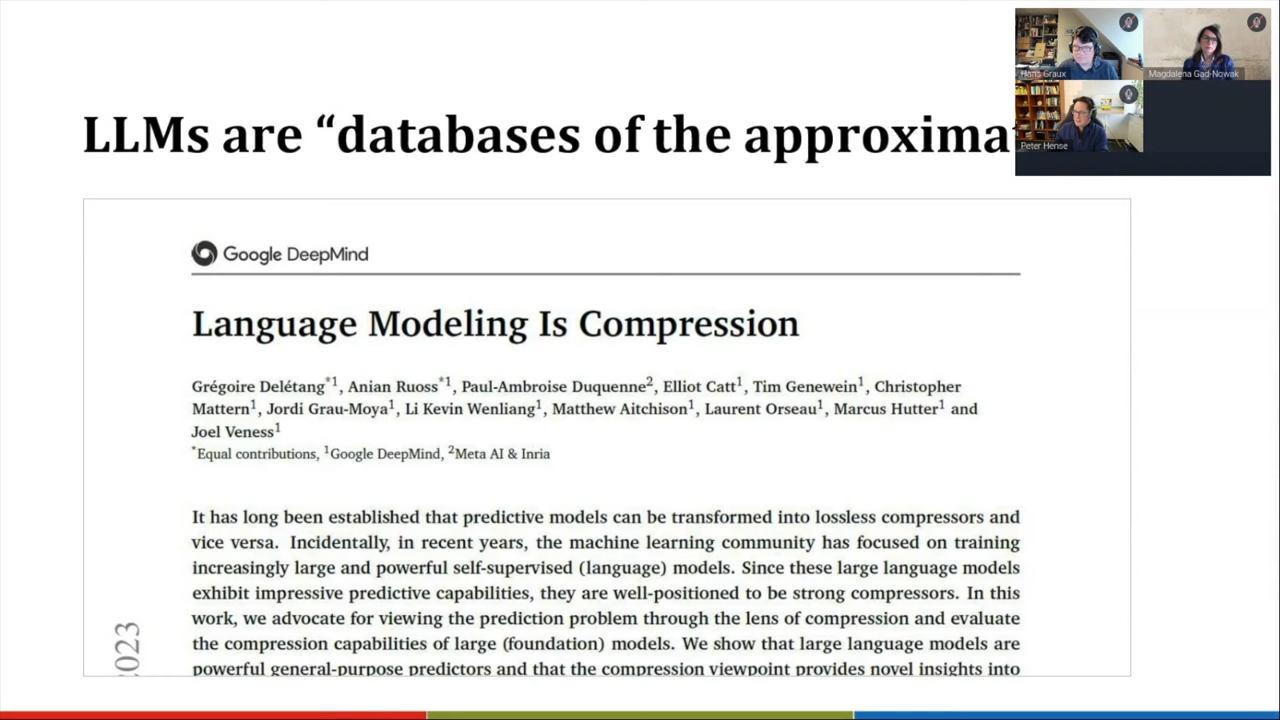 LLMs are “databases of the approxima
Hans Graux
Magdalena Gad-Nowak
Peter Hense
Google DeepMind
Language Modeling Is Compression
Grégoire Delétang*1, Anian Ruoss*1, Paul-Ambroise Duquenne2, Elliot Catt1, Tim Genewein1, Christopher
Mattern1, Jordi Grau-Moya1, Li Kevin Wenliang1, Matthew Aitchison1, Laurent Orseau1, Marcus Hutter1 and
Joel Veness1
*Equal contributions, 1Google DeepMind, 2Meta AI & Inria
It has long been established that predictive models can be transformed into lossless compressors and
vice versa. Incidentally, in recent years, the machine learning community has focused on training
increasingly large and powerful self-supervised (language) models. Since these large language models
exhibit impressive predictive capabilities, they are well-positioned to be strong compressors. In this
work, we advocate for viewing the prediction problem through the lens of compression and evaluate
the compression capabilities of large (foundation) models. We show that large language models are
powerful general-purpose predictors and that the compression viewpoint provides novel insights into
2023